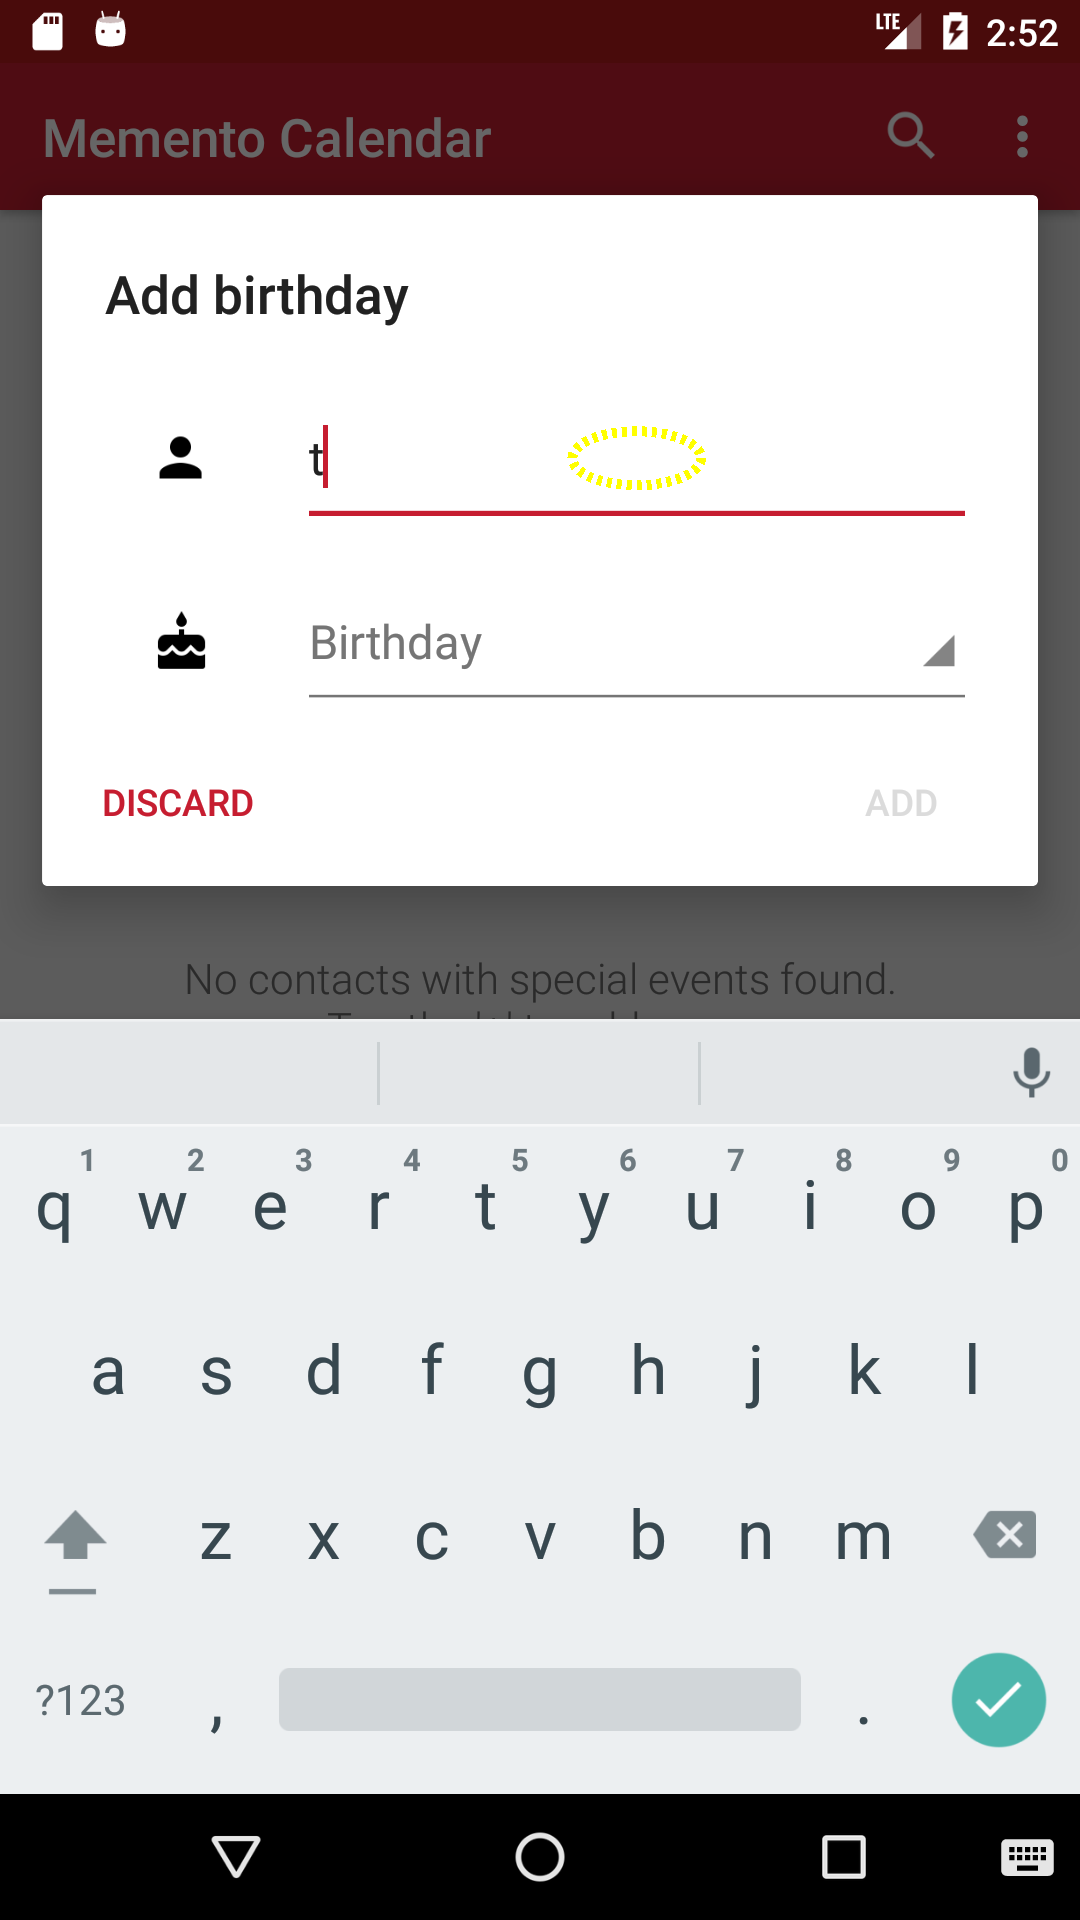 LTE 2:52
Memento Calendar
Add birthday
t
Birthday
DISCARD ADD
No contacts with special events found.
1 2 3 4 5 6 7 8 9 0
q w e r t y u i o p
a s d f g h j k l
z x c v b n m
?123 , .